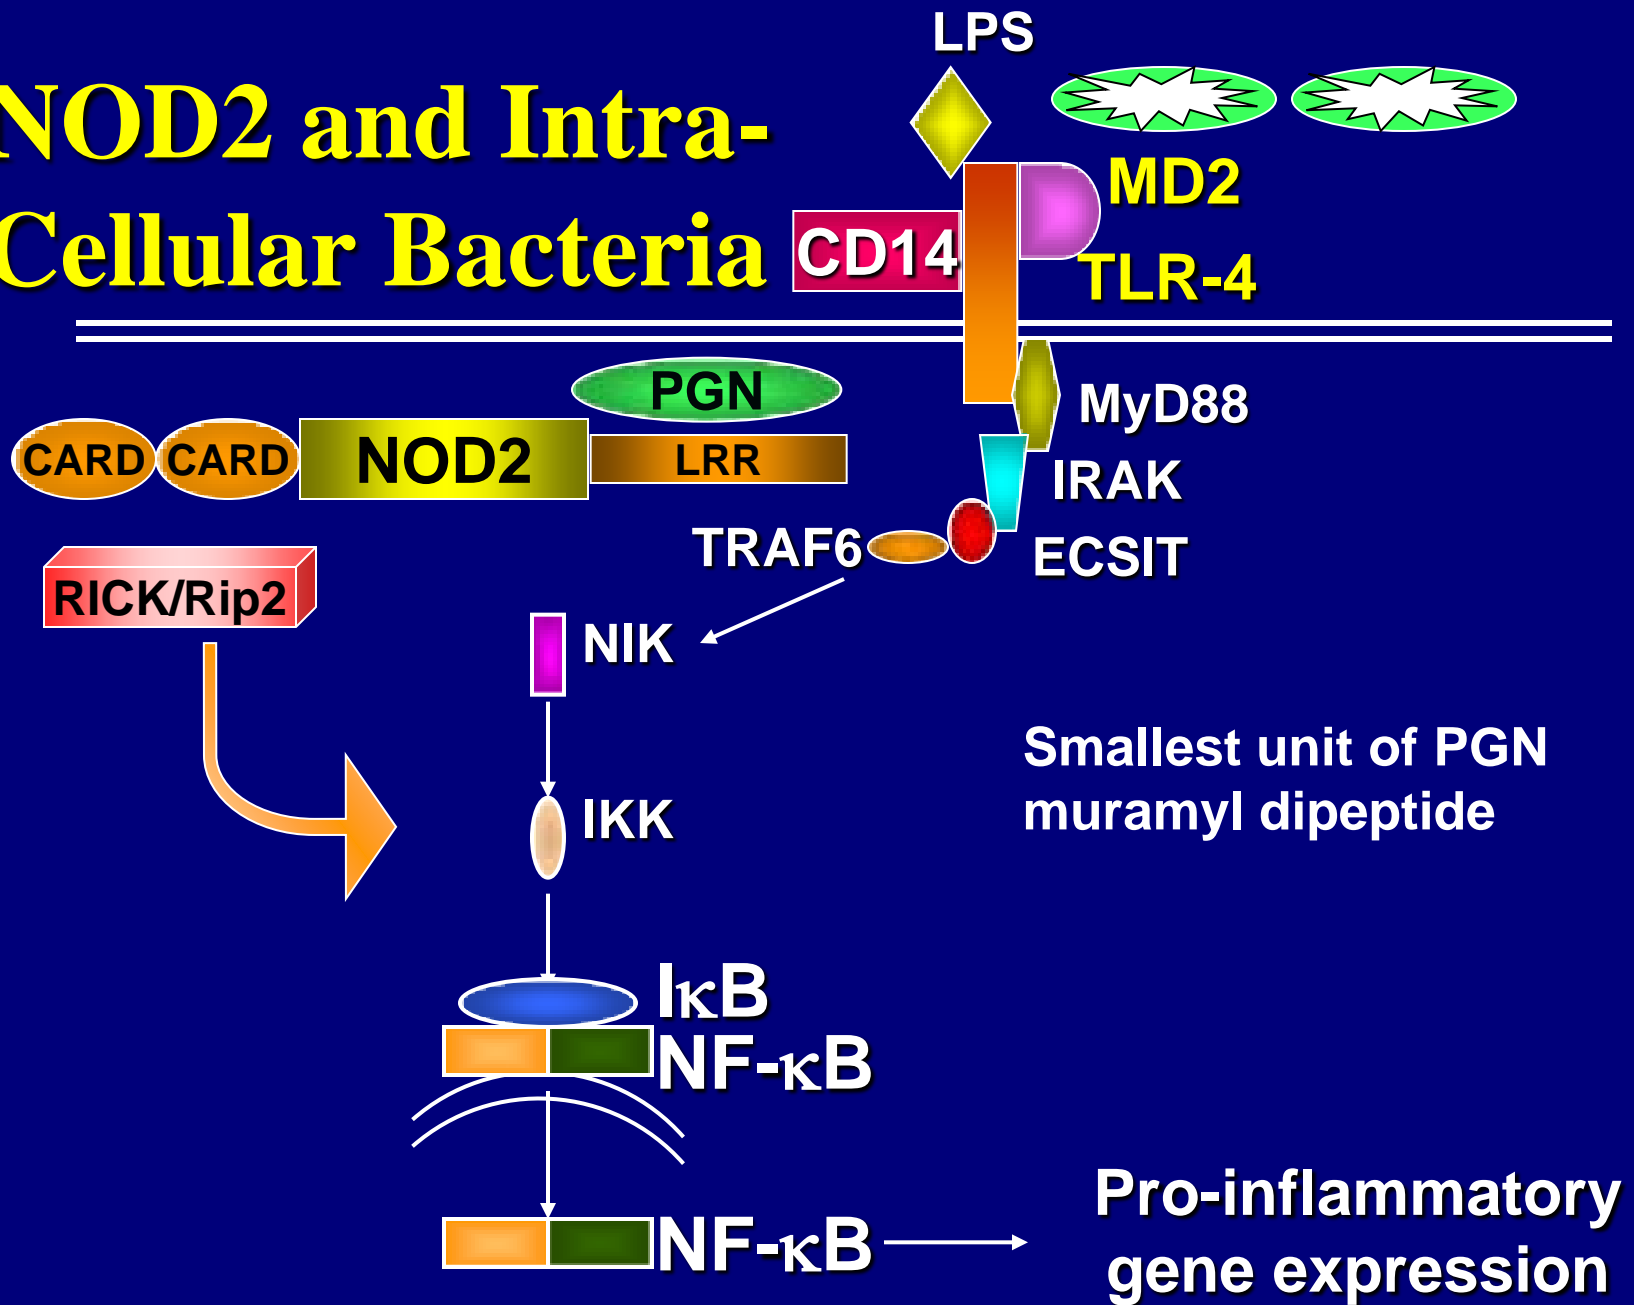 LPS
NOD2 and Intra-
Cellular Bacteria
MD2
CD14
TLR-4
PGN
MyD88
CARD CARD NOD2 LRR
IRAK
TRAF6
ECSIT
RICK/Rip2
NIK
Smallest unit of PGN
muramyl dipeptide
IKK
IκB
NF-κB
Pro-inflammatory
gene expression
NF-κB